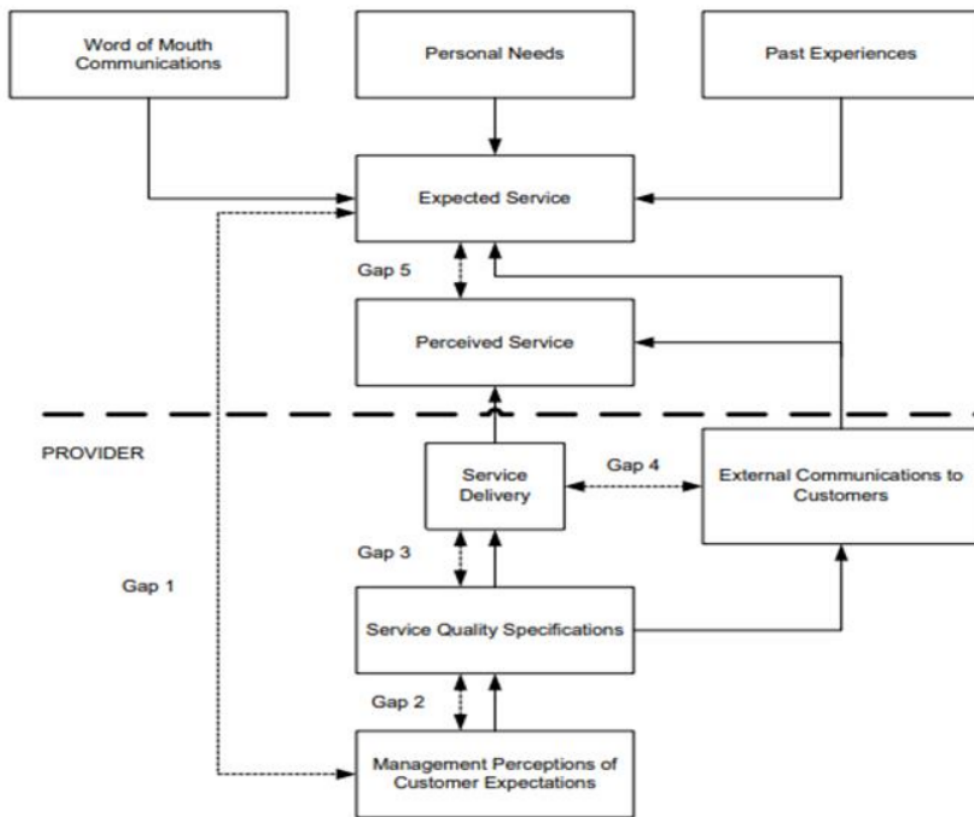 Word of Mouth
Communications
Personal Needs
Past Experiences
Expected Service
Gap 5
Perceived Service
PROVIDER
Service
Delivery
Gap 4
External Communications to
Customers
Gap 3
Gap 1
Service Quality Specifications
Gap 2
Management Perceptions of
Customer Expectations